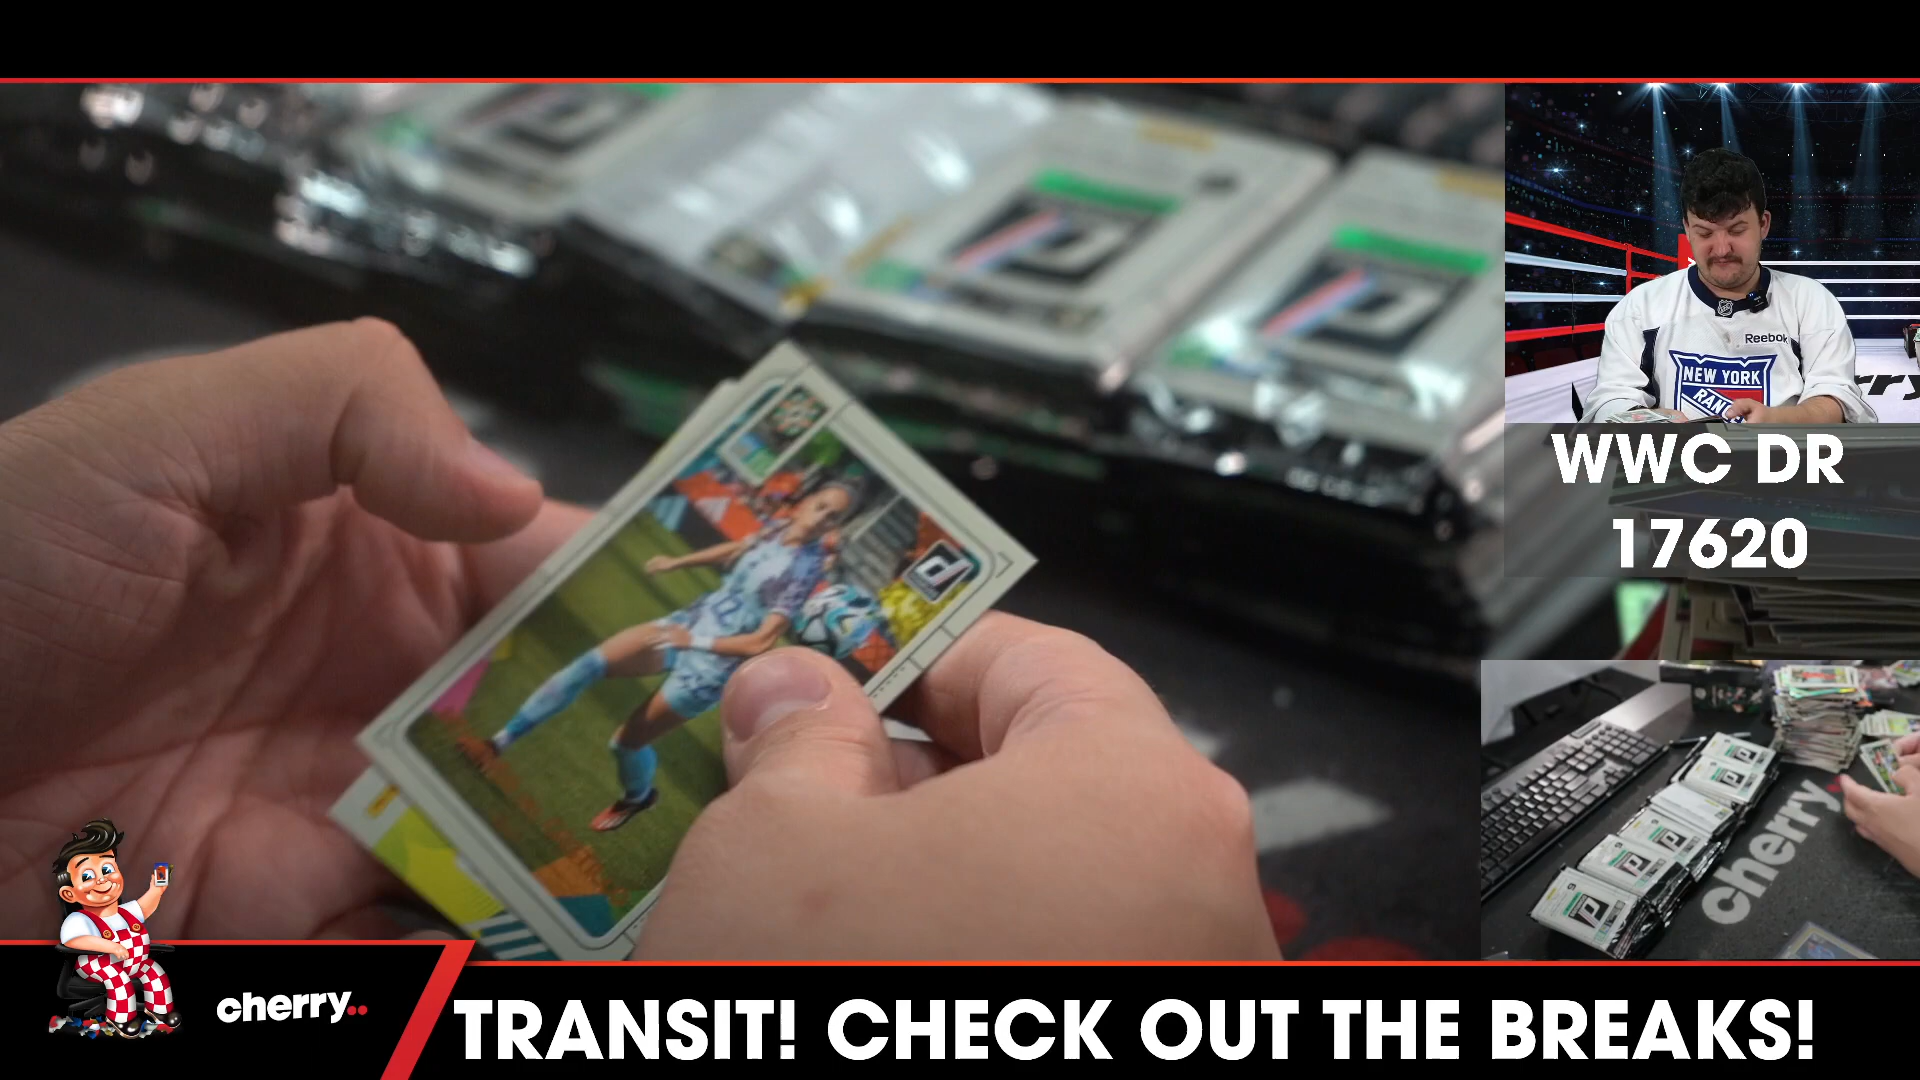 Reebok
NEW YORK
WWC DR
17620
cherry
cherry..
TRANSIT! CHECK OUT THE BREAKS!